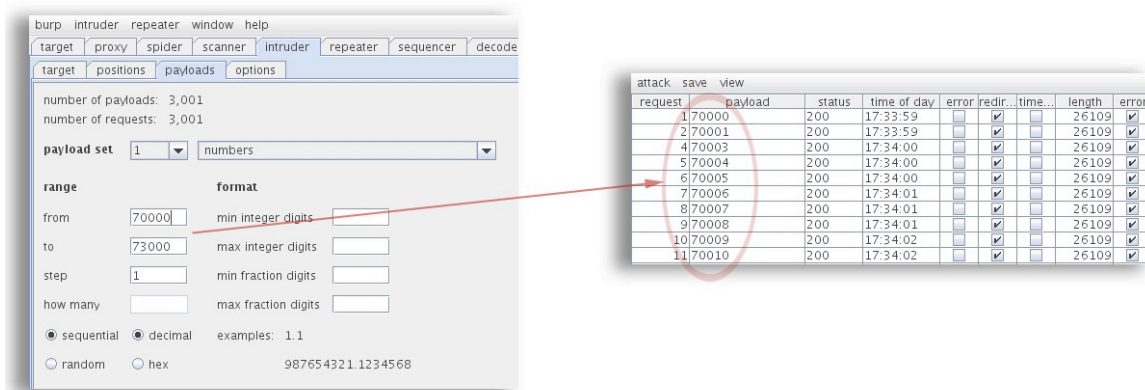 burp intruder repeater window help
target proxy spider scanner intruder repeater sequencer decode
target positions payloads options
number of payloads: 3,001
number of requests: 3,001
payload set 1 numbers
range format
from 70000 min integer digits
to 73000 max integer digits
step 1 min fraction digits
how many max fraction digits
sequential decimal examples: 1.1
random hex 987654321.1234568
attack save view
request payload status time of day error redir... time... length error
1 70000 200 17:33:59 26109
2 70001 200 17:33:59 26109
4 70003 200 17:34:00 26109
5 70004 200 17:34:00 26109
6 70005 200 17:34:00 26109
7 70006 200 17:34:01 26109
8 70007 200 17:34:01 26109
9 70008 200 17:34:01 26109
10 70009 200 17:34:02 26109
11 70010 200 17:34:02 26109